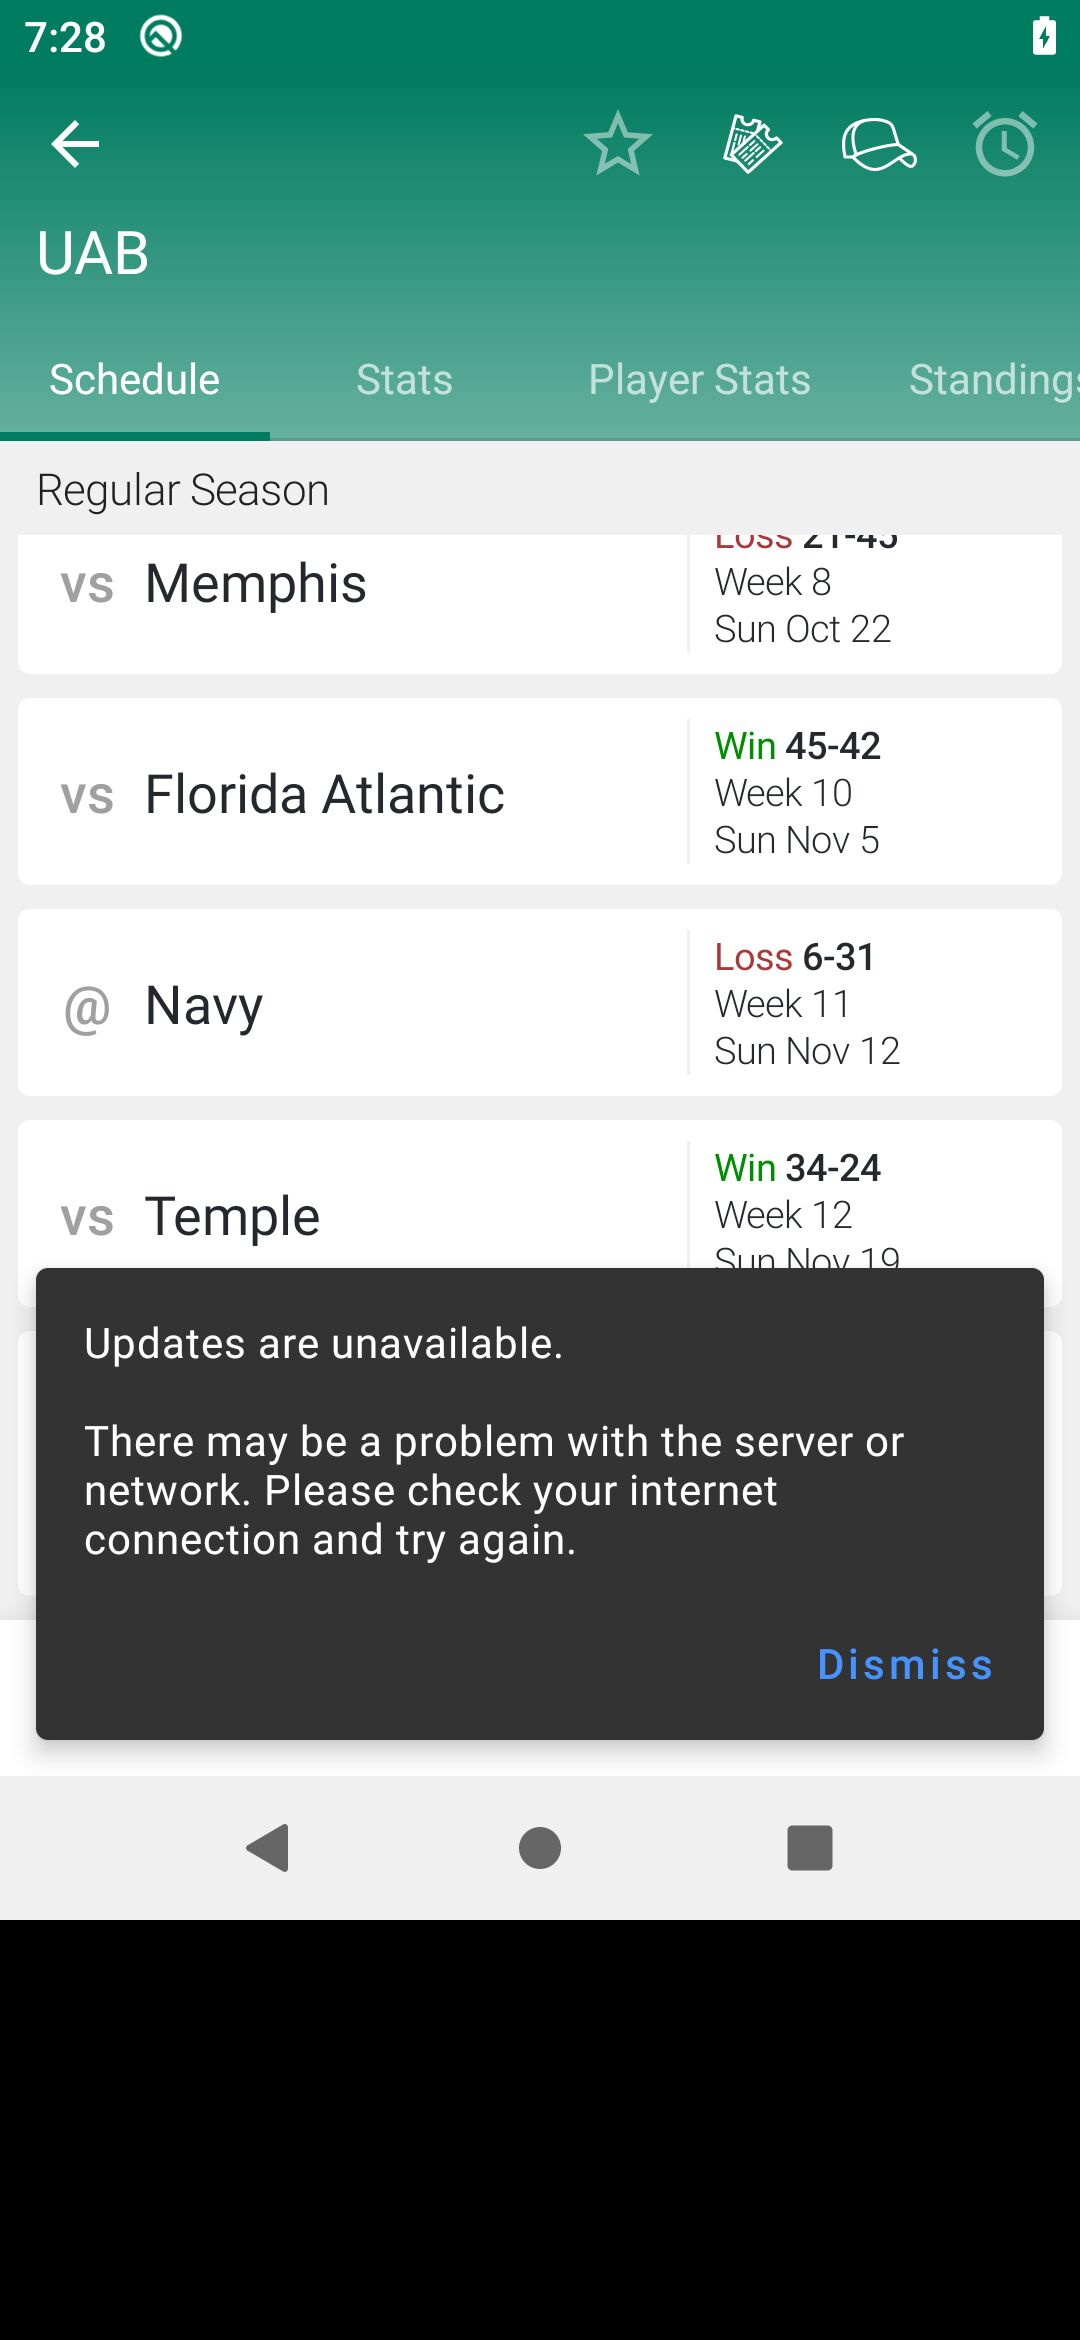 7:28
UAB
Schedule Stats Player Stats Standings
Regular Season
Loss 21-45
vs Memphis
Week 8
Sun Oct 22
Win 45-42
vs Florida Atlantic
Week 10
Sun Nov 5
Loss 6-31
@ Navy
Week 11
Sun Nov 12
Win 34-24
vs Temple
Week 12
Sun Nov 19
Updates are unavailable.
There may be a problem with the server or
network. Please check your internet
connection and try again.
Dismiss